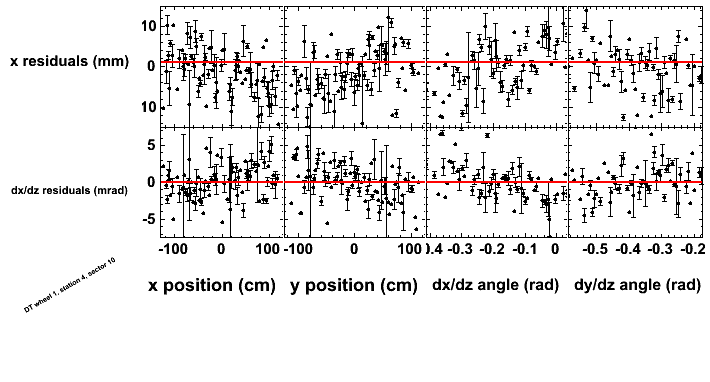 10
x residuals (mm)
0
10
5
dx/dz residuals (mrad)
0
-5
-100 0 100 -100 0 100 1.4 -0.3 -0.2 -0.1 0 -0.5 -0.4 -0.3 -0.2
x position (cm) y position (cm) dx/dz angle (rad) dy/dz angle (rad)
DT wheel 1, station 4, sector 10